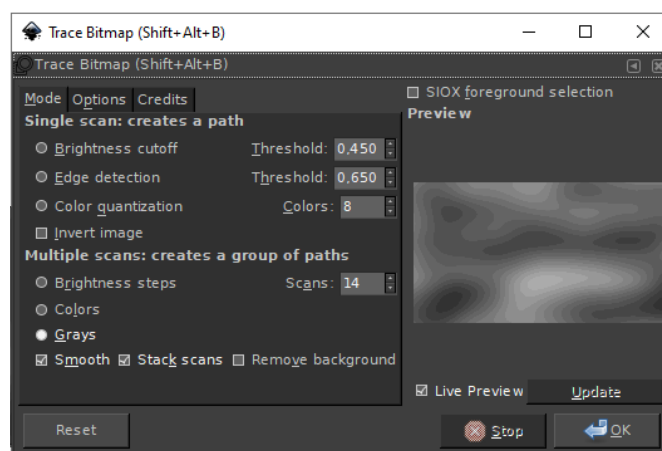 Trace Bitmap (Shift+Alt+B)
Trace Bitmap (Shift+Alt+B)
Mode Options Credits
SIOX foreground selection
Preview
Single scan: creates a path
Brightness cutoff Threshold: 0,450
Edge detection Threshold: 0,650
Color quantization Colors: 8
Invert image
Multiple scans: creates a group of paths
Brightness steps Scans: 14
Colors
Grays
Smooth Stack scans Remove background
Live Preview Update
Reset Stop OK